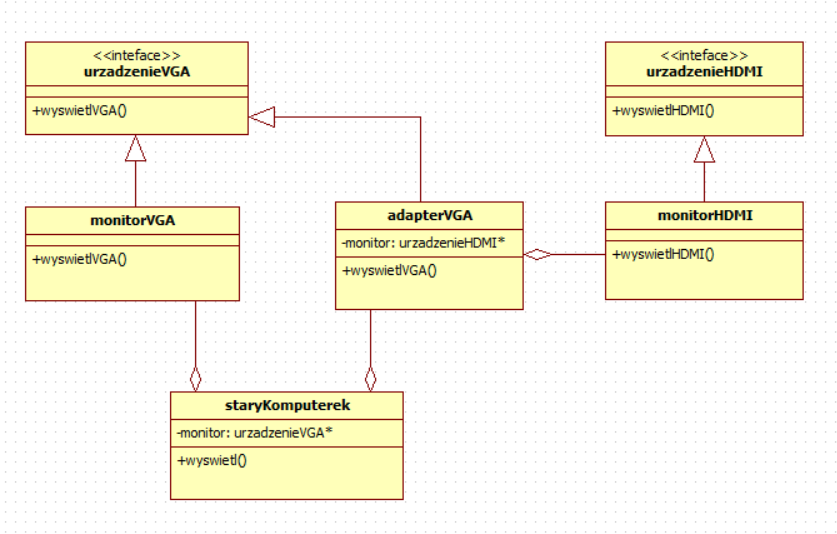 <<inteface>>
urzadzenieVGA
+wyswietlVGA()
<<inteface>>
urzadzenieHDMI
+wyswietlHDMI()
monitorVGA
+wyswietlVGA()
adapterVGA
-monitor: urzadzenieHDMI*
+wyswietlVGA()
monitorHDMI
+wyswietlHDMI()
staryKomputerek
-monitor: urzadzenieVGA*
+wyswietl()